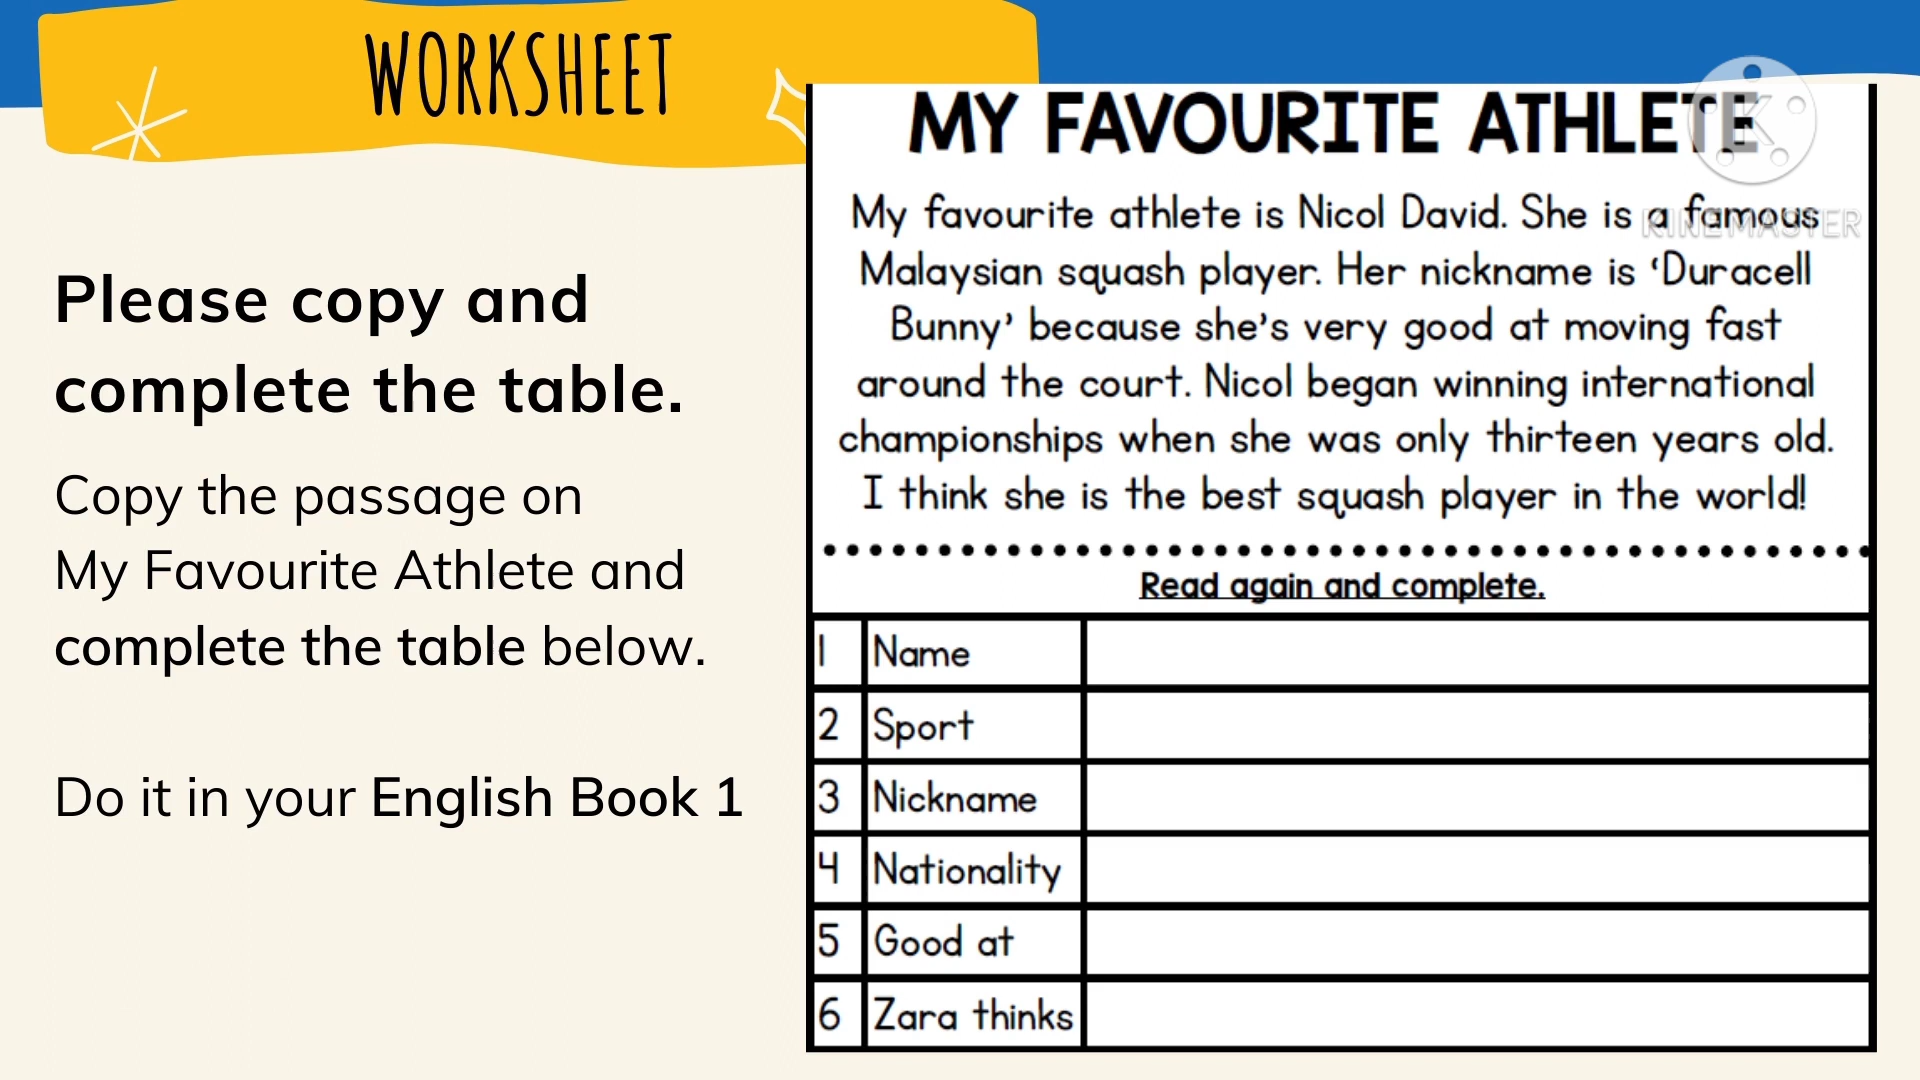 WORKSHEET
Please copy and
complete the table.
Copy the passage on
My Favourite Athlete and
complete the table below.
Do it in your English Book 1
MY FAVOURITE ATHLETE
My favourite athlete is Nicol David. She is a famous
Malaysian squash player. Her nickname is ‘Duracell
Bunny’ because she’s very good at moving fast
around the court. Nicol began winning international
championships when she was only thirteen years old.
I think she is the best squash player in the world!
Read again and complete.
1 Name
2 Sport
3 Nickname
4 Nationality
5 Good at
6 Zara thinks
K
KINEMASTER